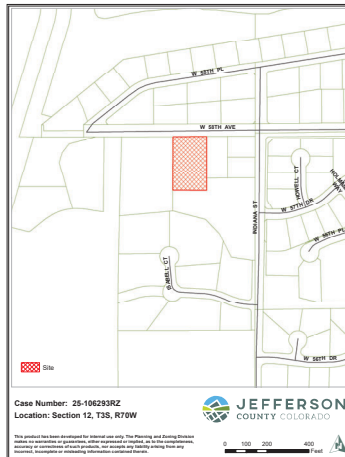 W 58TH PL
W 58TH AVE
INDIANA ST
HOWELL CT
HOLMAN WAY
W 57TH DR
W 56TH PL
W 56TH DR
Site
Case Number: 25-106293RZ
Location: Section 12, T3S, R70W
JEFFERSON
COUNTY COLORADO
This product has been developed for internal use only. The Planning and Zoning Division
makes no warranties or guarantees, either expressed or implied, as to the completeness,
accuracy or correctness of such products, nor accepts any liability arising from any
incorrect, incomplete or misleading information contained therein.
0 100 200 400
Feet